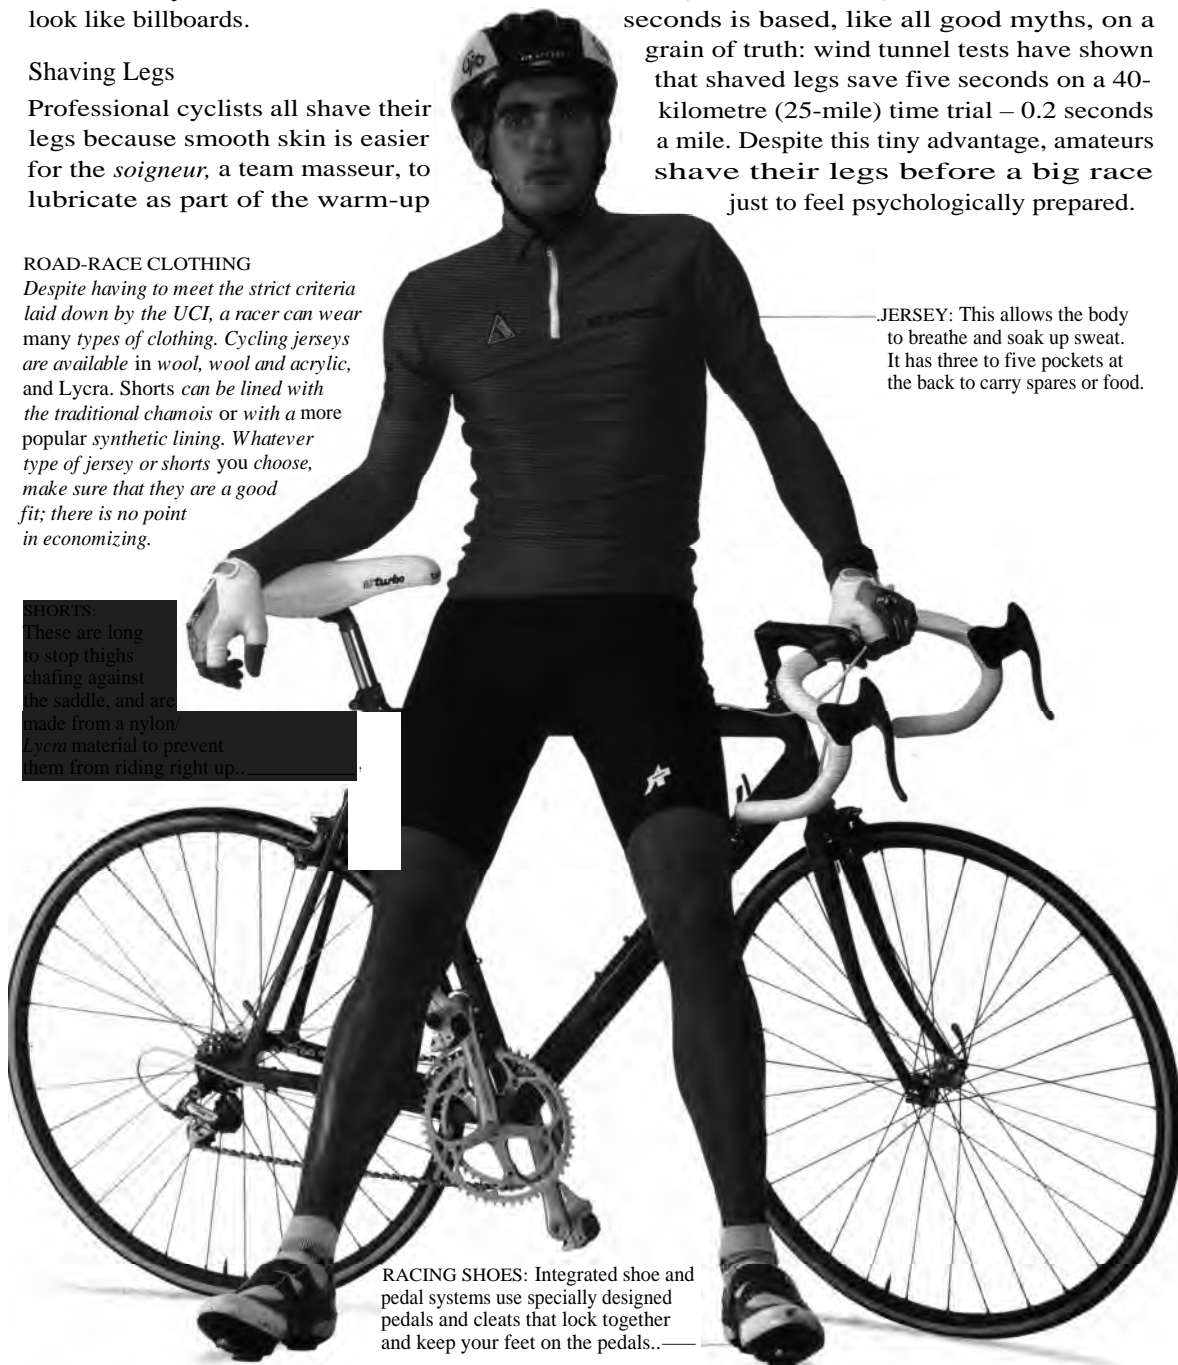 look like billboards.
Shaving Legs
Professional cyclists all shave their
legs because smooth skin is easier
for the soigneur, a team masseur, to
lubricate as part of the warm-up
seconds is based, like all good myths, on a
grain of truth: wind tunnel tests have shown
that shaved legs save five seconds on a 40-
kilometre (25-mile) time trial – 0.2 seconds
a mile. Despite this tiny advantage, amateurs
shave their legs before a big race
just to feel psychologically prepared.
ROAD-RACE CLOTHING
Despite having to meet the strict criteria
laid down by the UCI, a racer can wear
many types of clothing. Cycling jerseys
are available in wool, wool and acrylic,
and Lycra. Shorts can be lined with
the traditional chamois or with a more
popular synthetic lining. Whatever
type of jersey or shorts you choose,
make sure that they are a good
fit; there is no point
in economizing.
.JERSEY: This allows the body
to breathe and soak up sweat.
It has three to five pockets at
the back to carry spares or food.
turbo
SHORTS:
These are long
to stop thighs
chafing against
the saddle, and are
made from a nylon/
Lycra material to prevent
them from riding right up..
RACING SHOES: Integrated shoe and
pedal systems use specially designed
pedals and cleats that lock together
and keep your feet on the pedals..